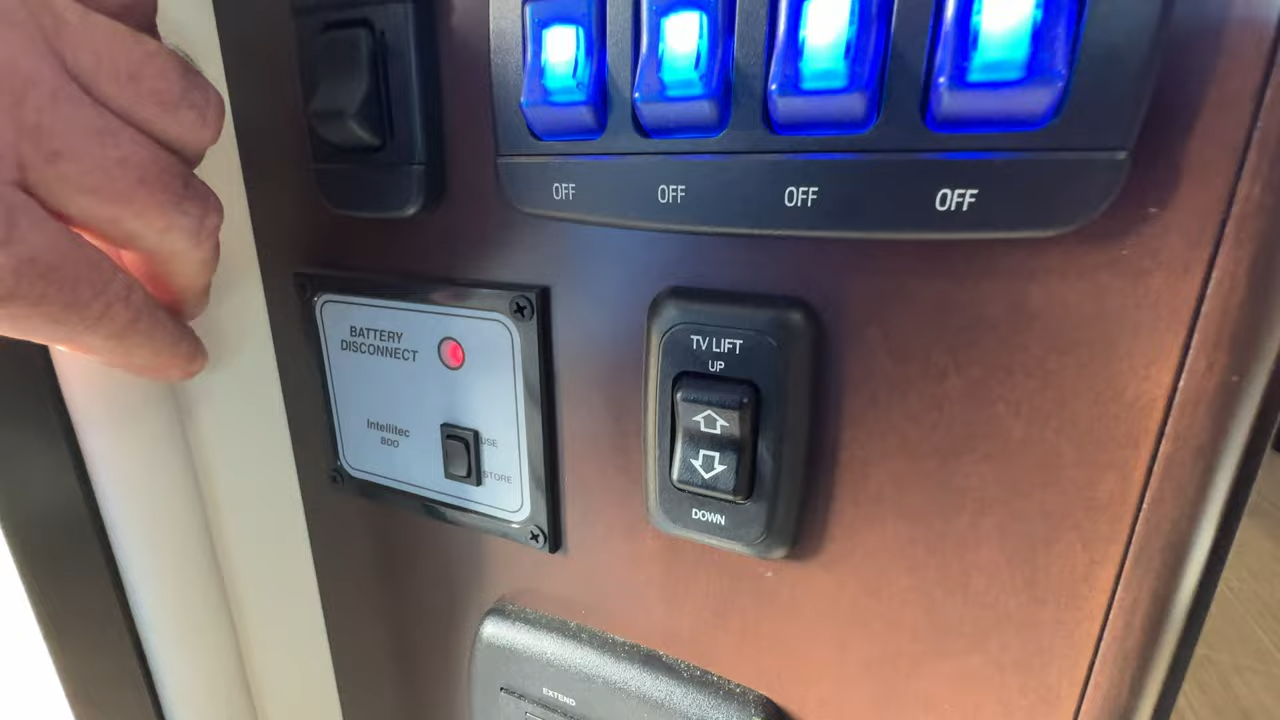 OFF OFF OFF OFF
BATTERY
DISCONNECT
Intellitec
BDO
USE
STORE
TV LIFT
UP
DOWN
EXTEND